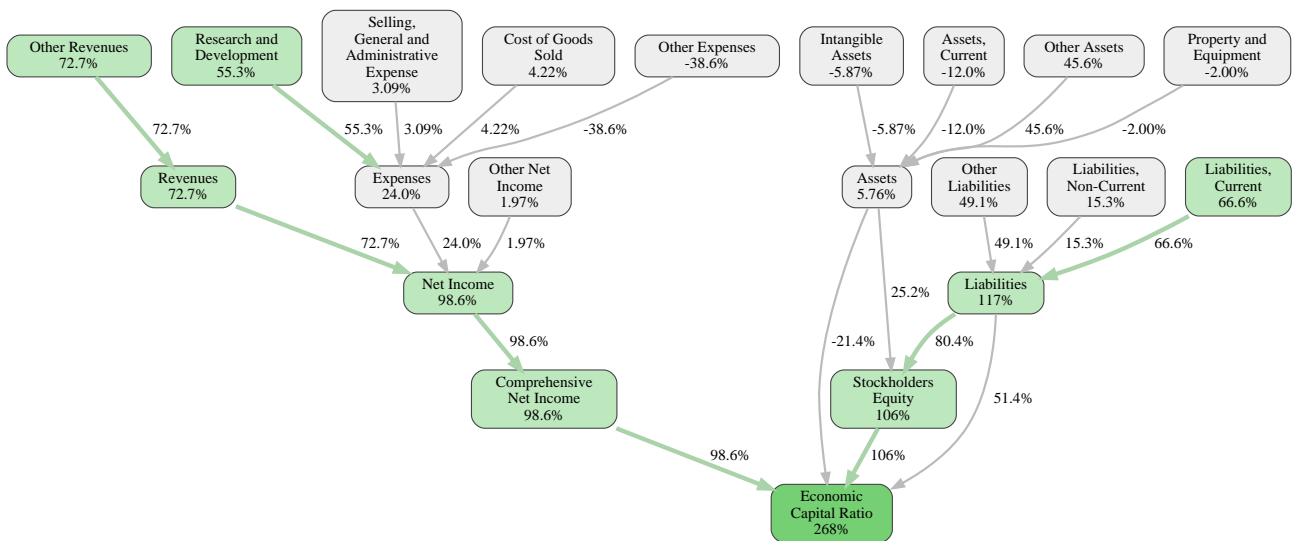 Other Revenues
72.7%
Research and
Development
55.3%
Selling,
General and
Administrative
Expense
3.09%
Cost of Goods
Sold
4.22%
Other Expenses
-38.6%
Intangible
Assets
-5.87%
Assets,
Current
-12.0%
Other Assets
45.6%
Property and
Equipment
-2.00%
72.7%
55.3%
3.09%
4.22%
-38.6%
-5.87%
-12.0%
45.6%
-2.00%
Revenues
72.7%
Expenses
24.0%
Other Net
Income
1.97%
Assets
5.76%
Other
Liabilities
49.1%
Liabilities,
Non-Current
15.3%
Liabilities,
Current
66.6%
72.7%
24.0%
1.97%
49.1%
15.3%
66.6%
Net Income
98.6%
25.2%
Liabilities
117%
98.6%
-21.4%
80.4%
Comprehensive
Net Income
98.6%
Stockholders
Equity
106%
51.4%
98.6%
106%
Economic
Capital Ratio
268%